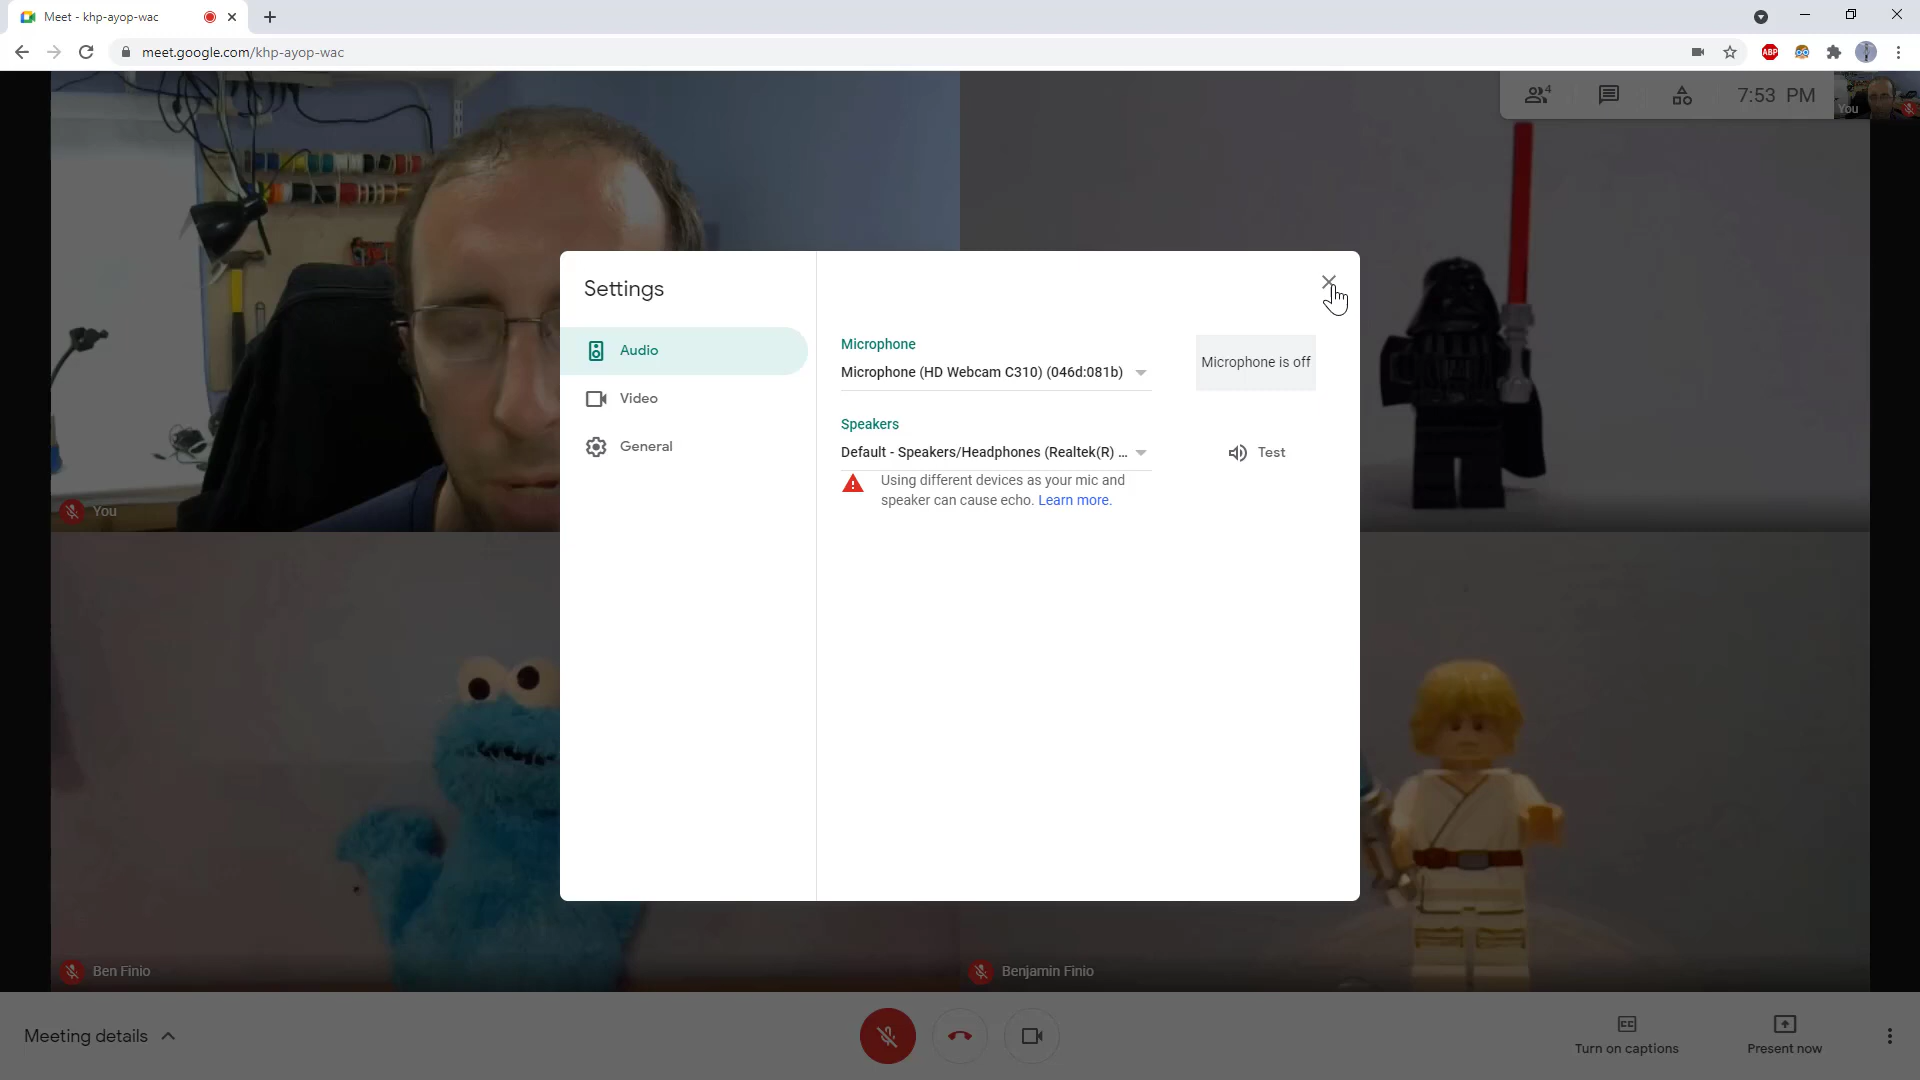 Meet - khp-ayop-wac
meet.google.com/khp-ayop-wac
ABP
4
7:53 PM
You
Settings
Audio
Video
General
Microphone
Microphone (HD Webcam C310) (046d:081b)
Microphone is off
Speakers
Default - Speakers/Headphones (Realtek(R) ...
Test
Using different devices as your mic and
speaker can cause echo. Learn more.
You
Ben Finio
Benjamin Finio
Meeting details
CC
Turn on captions
Present now